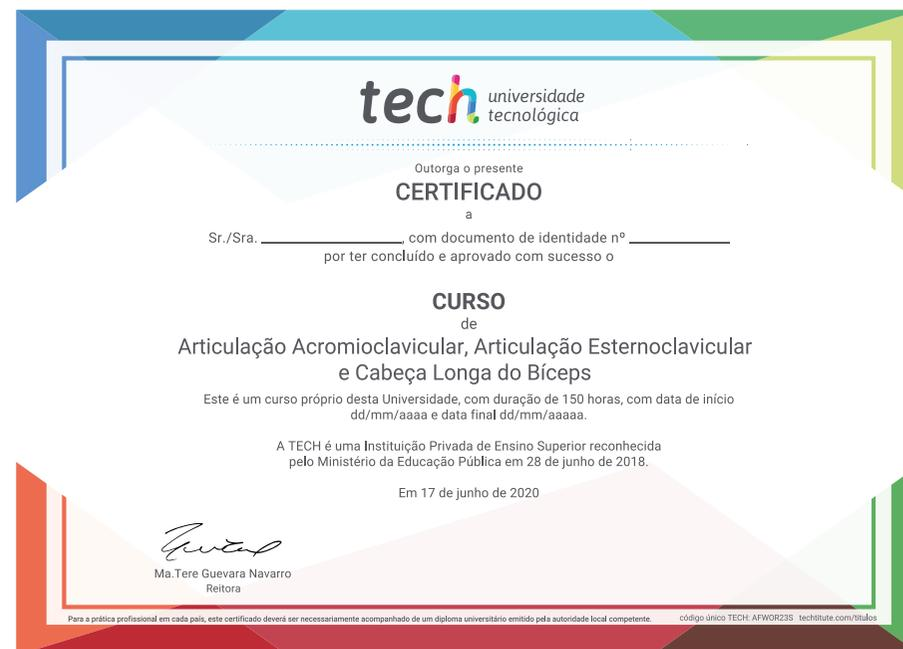 tech universidade
tecnológica
Outorga o presente
CERTIFICADO
a
Sr./Sra. ________________, com documento de identidade nº ___________
por ter concluído e aprovado com sucesso o
CURSO
de
Articulação Acromioclavicular, Articulação Esternoclavicular
e Cabeça Longa do Bíceps
Este é um curso próprio desta Universidade, com duração de 150 horas, com data de início
dd/mm/aaaa e data final dd/mm/aaaaa.
A TECH é uma Instituição Privada de Ensino Superior reconhecida
pelo Ministério da Educação Pública em 28 de junho de 2018.
Em 17 de junho de 2020
Ma.Tere Guevara Navarro
Reitora
Para a prática profissional em cada país, este certificado deverá ser necessariamente acompanhado de um diploma universitário emitido pela autoridade local competente. código único TECH: AFWOR23S techtitute.com/titulos